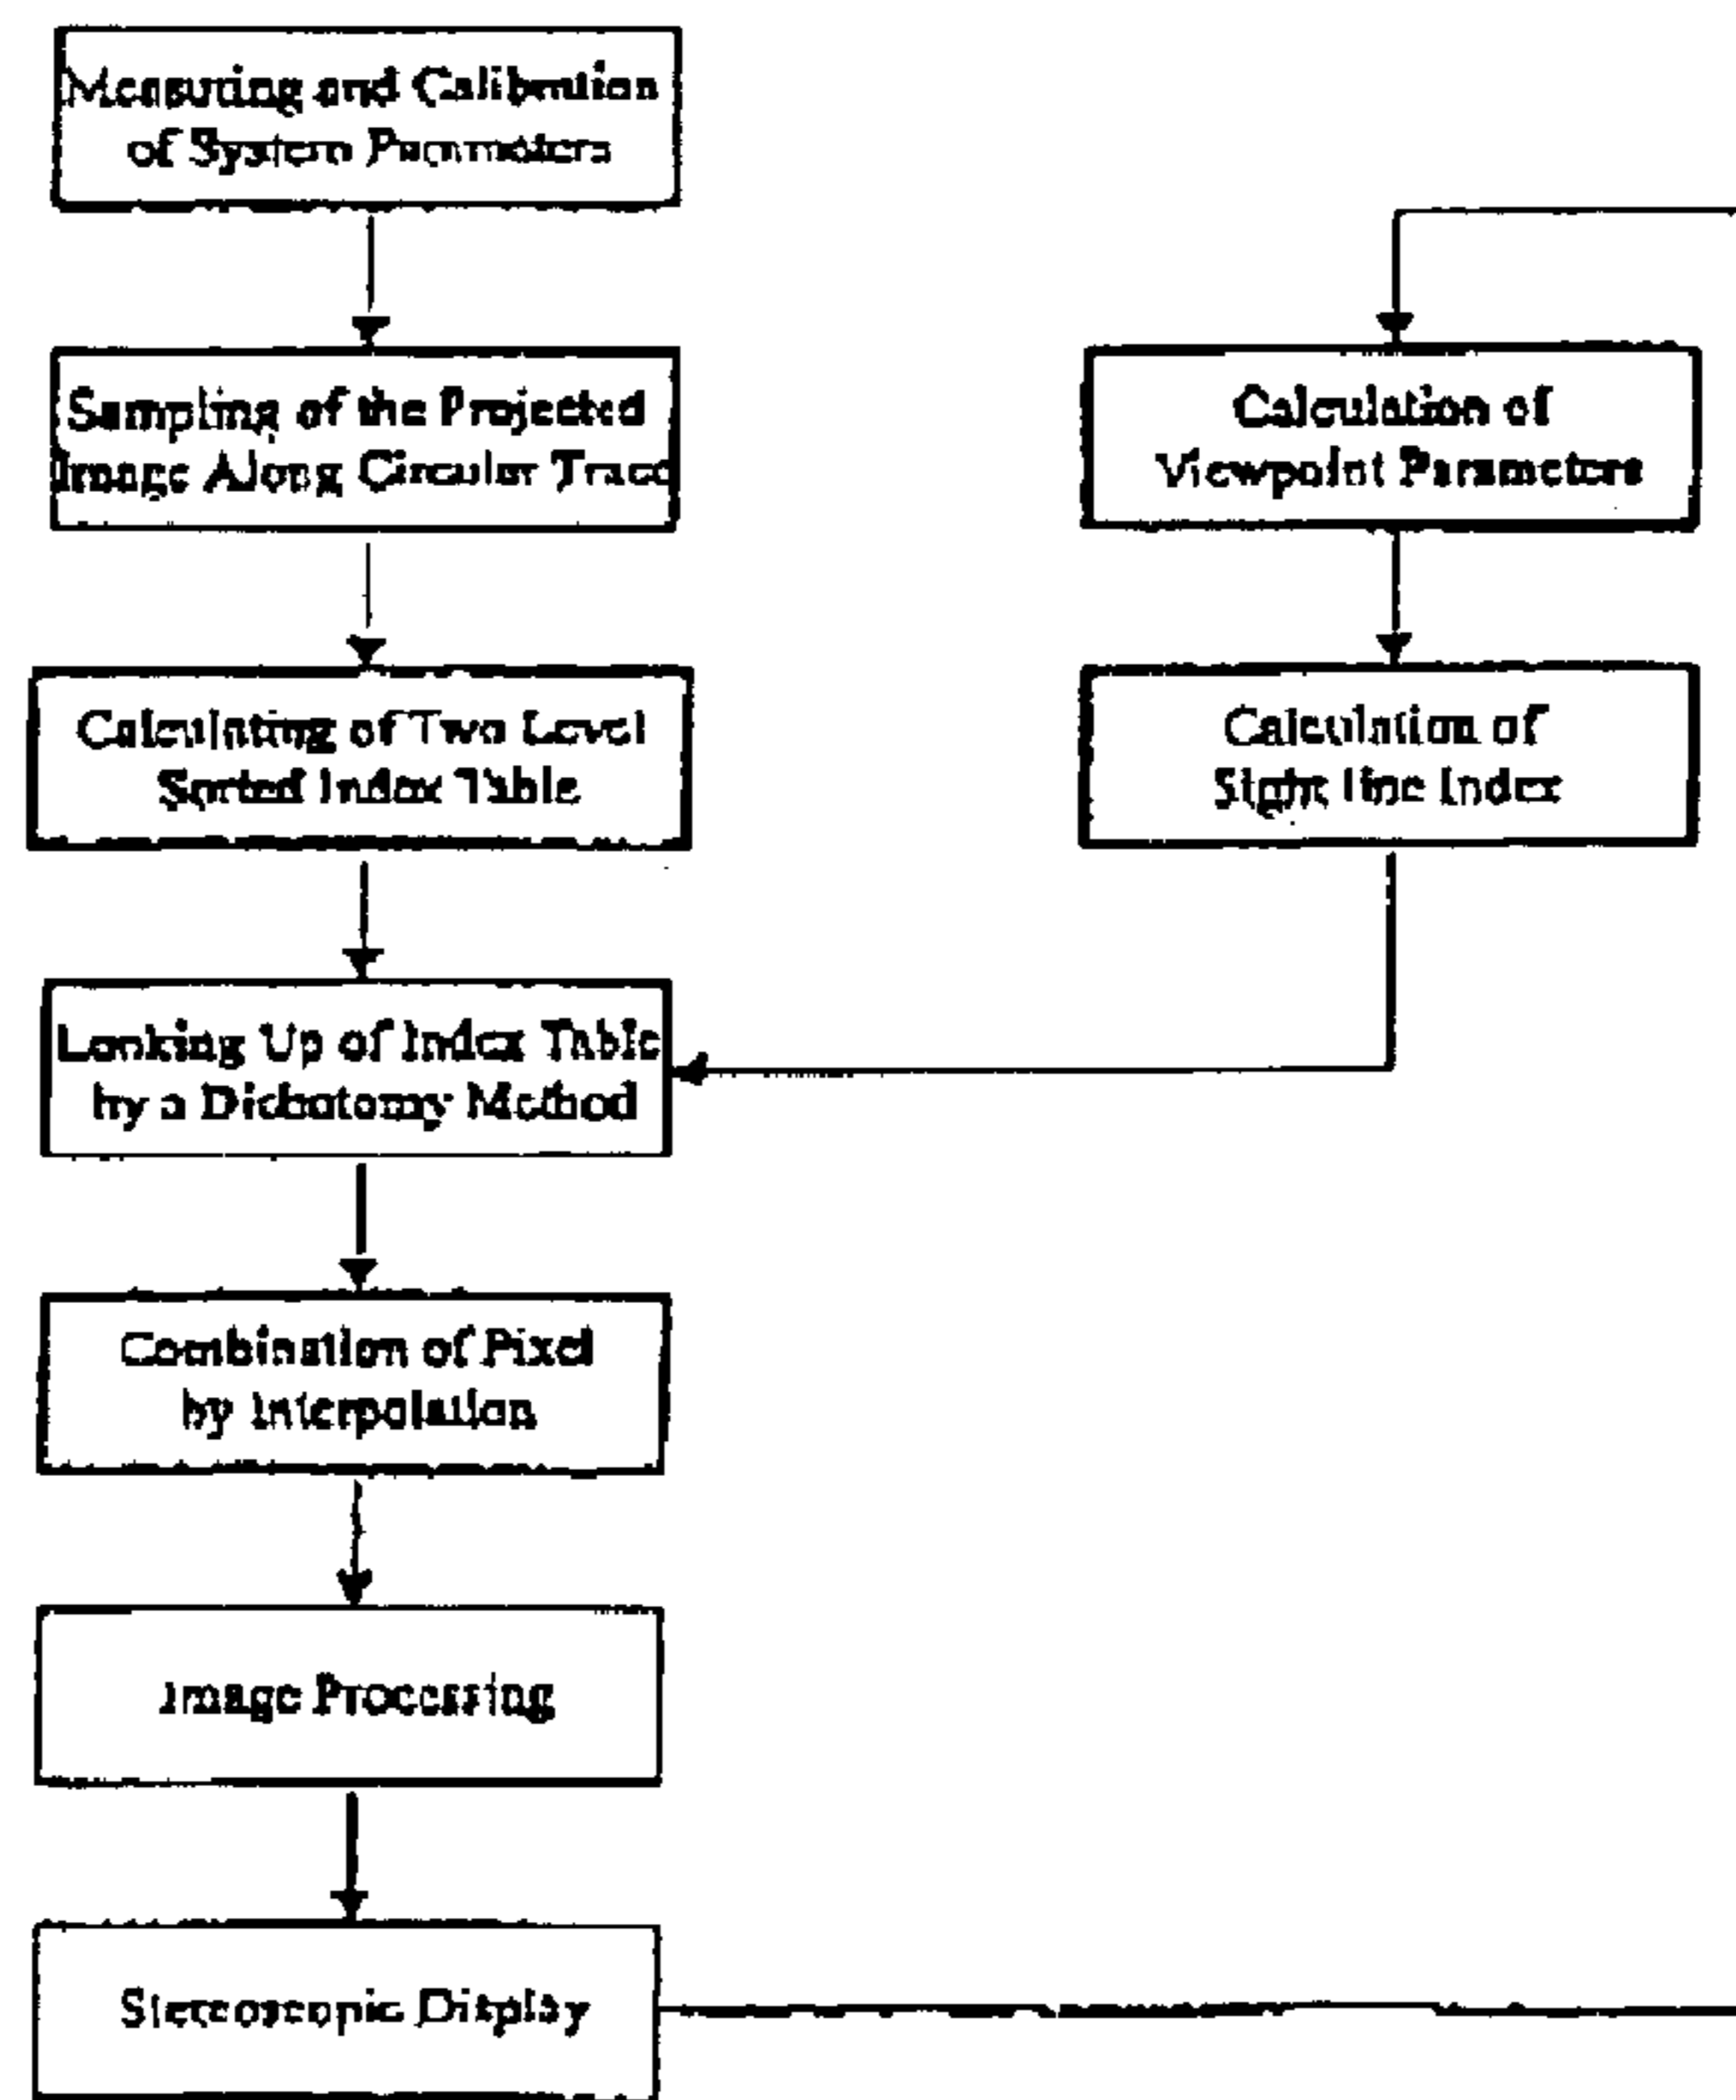 Measuring and Calibration
of System Parameters
Sampling of the Projected
Image Along Circular Trace
Calculating of Two Level
Sorted Index Table
Looking Up of Index Table
by a Dichotomy Method
Combination of Pixel
by Interpolation
Image Processing
Stereoscopic Display
Calculation of
Viewpoint Parameters
Calculation of
Sight line Index